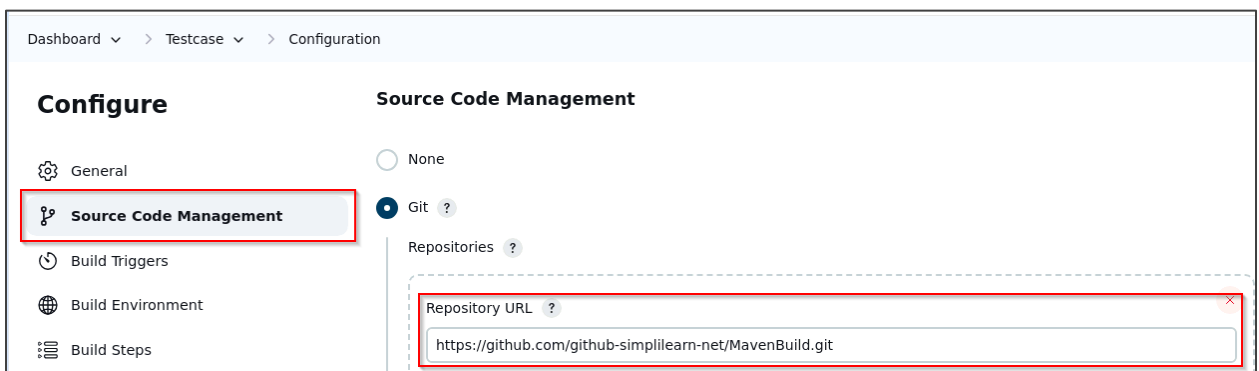 Dashboard > Testcase > Configuration
Configure
General
Source Code Management
Build Triggers
Build Environment
Build Steps
Source Code Management
None
Git ?
Repositories ?
Repository URL ?
https://github.com/github-simplilearn-net/MavenBuild.git